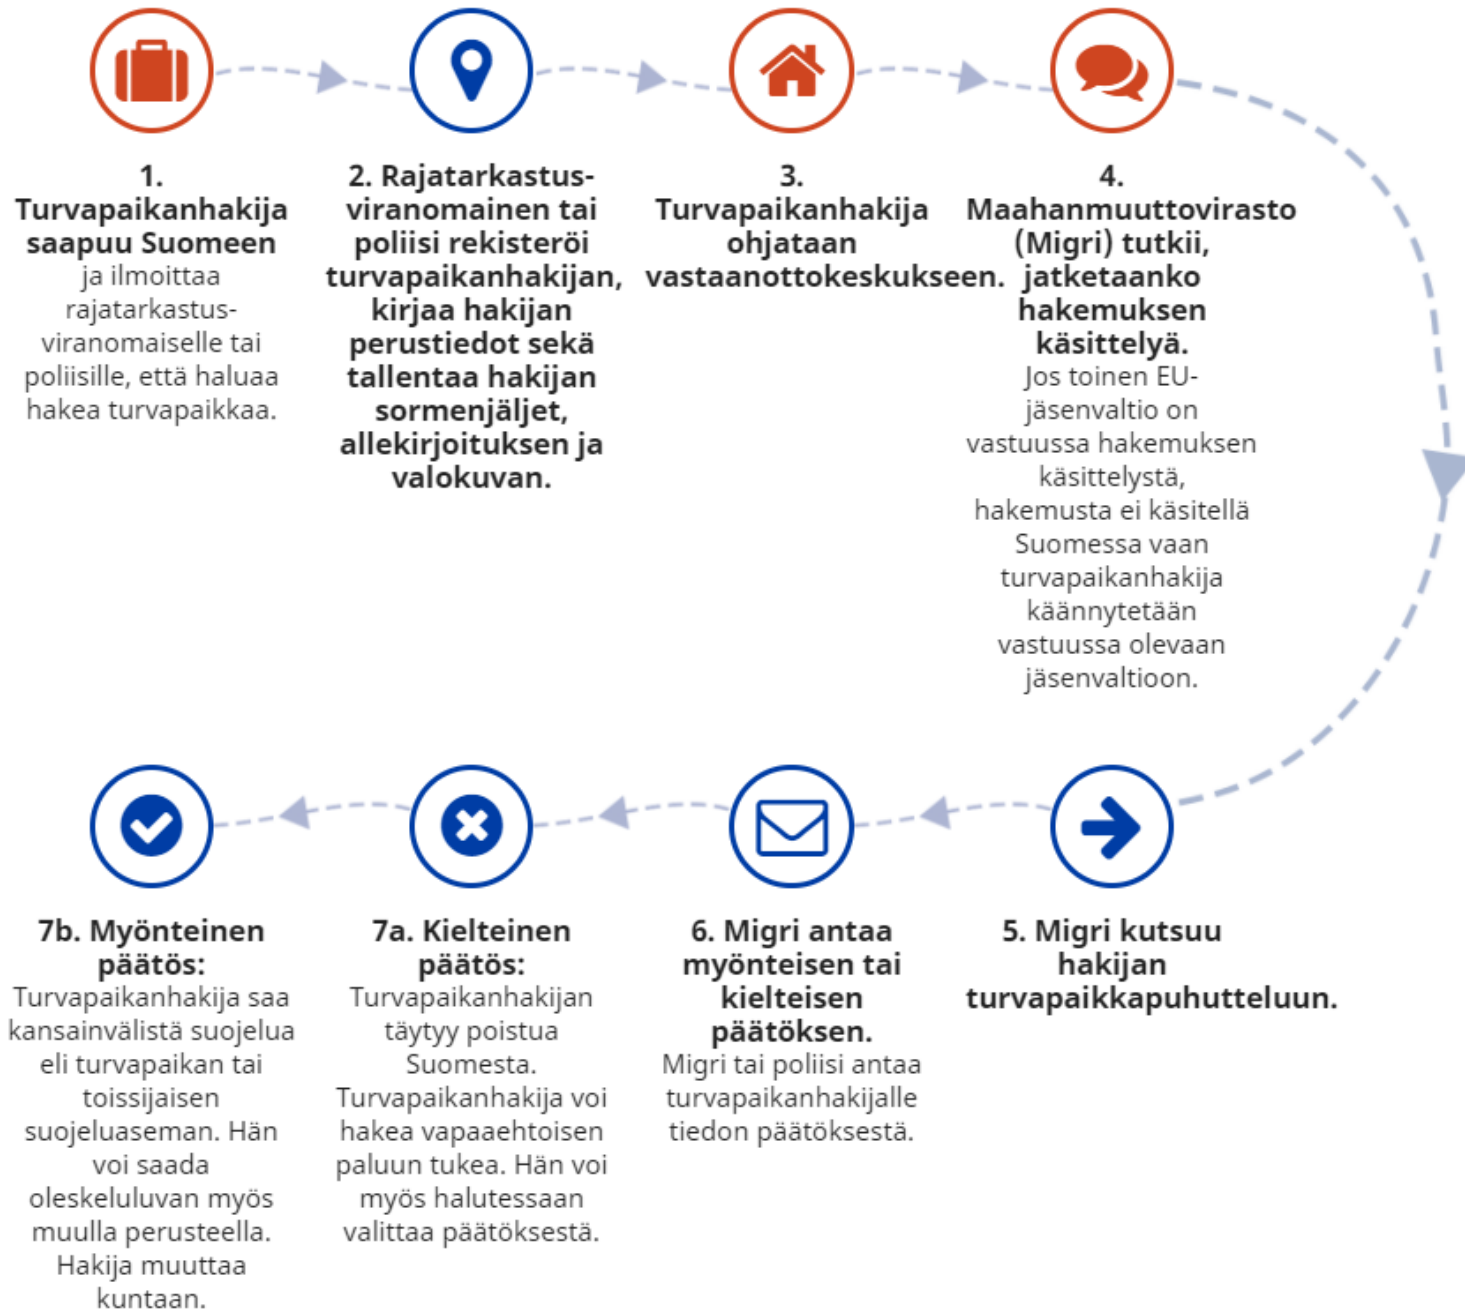 1.
Turvapaikanhakija
saapuu Suomeen
ja ilmoittaa
rajatarkastus-
viranomaiselle tai
poliisille, että haluaa
hakea turvapaikkaa.
2. Rajatarkastus-
viranomainen tai
poliisi rekisteröi
turvapaikanhakijan,
kirjaa hakijan
perustiedot sekä
tallentaa hakijan
sormenjäljet,
allekirjoituksen ja
valokuvan.
3.
Turvapaikanhakija
ohjataan
vastaanottokeskukseen.
4.
Maahanmuuttovirasto
(Migri) tutkii,
jatketaanko
hakemuksen
käsittelyä.
Jos toinen EU-
jäsenvaltio on
vastuussa hakemuksen
käsittelystä,
hakemusta ei käsitellä
Suomessa vaan
turvapaikanhakija
käännytetään
vastuussa olevaan
jäsenvaltioon.
5. Migri kutsuu
hakijan
turvapaikkapuhutteluun.
6. Migri antaa
myönteisen tai
kielteisen
päätöksen.
Migri tai poliisi antaa
turvapaikanhakijalle
tiedon päätöksestä.
7a. Kielteinen
päätös:
Turvapaikanhakijan
täytyy poistua
Suomesta.
Turvapaikanhakija voi
hakea vapaaehtoisen
paluun tukea. Hän voi
myös halutessaan
valittaa päätöksestä.
7b. Myönteinen
päätös:
Turvapaikanhakija saa
kansainvälistä suojelua
eli turvapaikan tai
toissijaisen
suojeluaseman. Hän
voi saada
oleskeluluvan myös
muulla perusteella.
Hakija muuttaa
kuntaan.